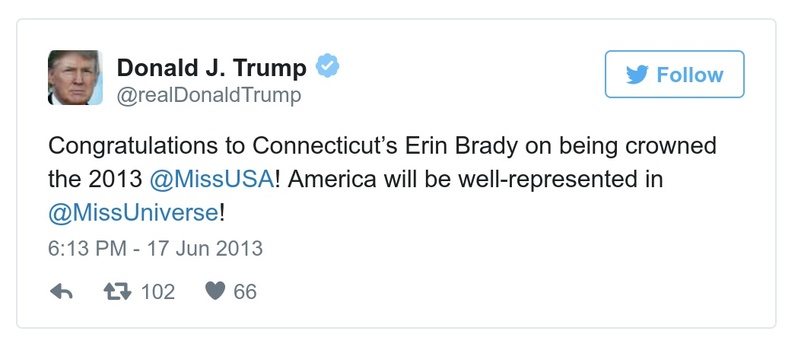 Donald J. Trump
@realDonaldTrump
Follow
Congratulations to Connecticut’s Erin Brady on being crowned
the 2013 @MissUSA! America will be well-represented in
@MissUniverse!
6:13 PM - 17 Jun 2013
102 66